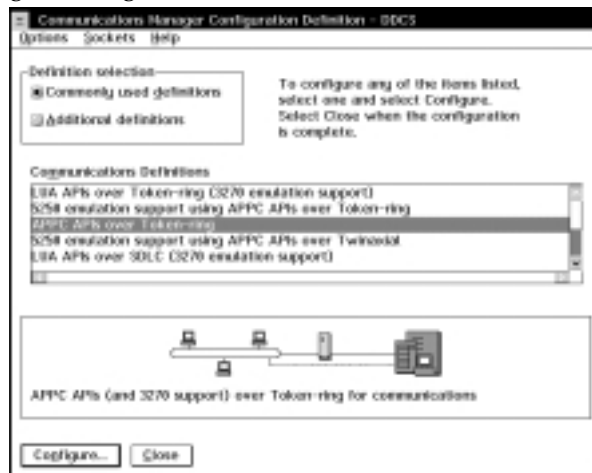 Communications Manager Configuration Definition - DDCS
Options Sockets Help
Definition selection
Commonly used definitions
Additional definitions
To configure any of the items listed,
select one and select Configure.
Select Close when the configuration
is complete.
Communications Definitions
LUA APIs over Token-ring (3270 emulation support)
5250 emulation support using APPC APIs over Token-ring
APPC APIs over Token-ring
5250 emulation support using APPC APIs over Twinaxial
LUA APIs over SDLC (3270 emulation support)
APPC APIs (and 3270 support) over Token-ring for communications
Configure... Close